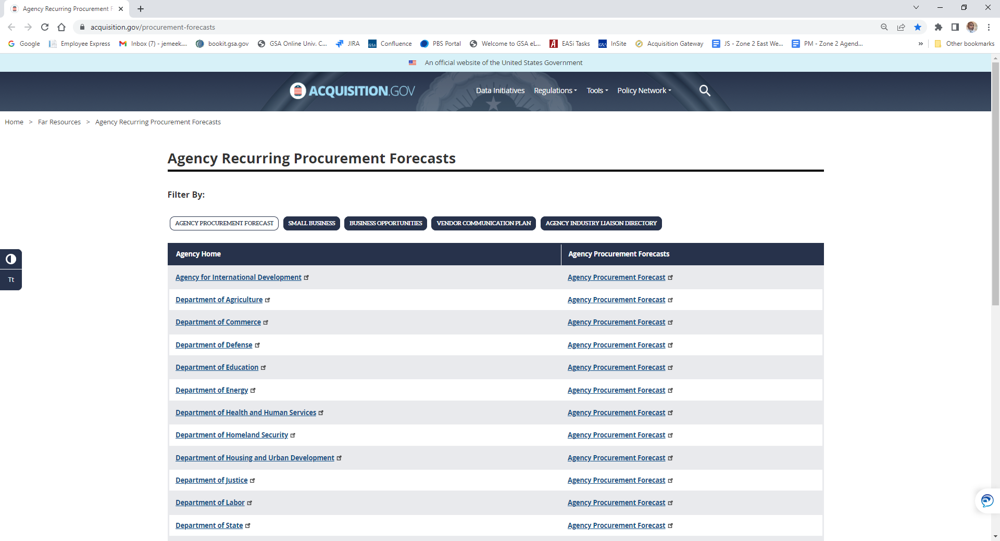 Agency Recurring Procurement F
acquisition.gov/procurement-forecasts
Google Employee Express Inbox (7) - jemeek.... bookit.gsa.gov GSA Online Univ. C... JIRA Confluence PBS Portal Welcome to GSA eL... EASi Tasks InSite Acquisition Gateway JS - Zone 2 East We... PM - Zone 2 Agend... » Other bookmarks
An official website of the United States Government
ACQUISITION.GOV Data Initiatives Regulations Tools Policy Network
Home > Far Resources > Agency Recurring Procurement Forecasts
Agency Recurring Procurement Forecasts
Filter By:
AGENCY PROCUREMENT FORECAST SMALL BUSINESS BUSINESS OPPORTUNITIES VENDOR COMMUNICATION PLAN AGENCY INDUSTRY LIAISON DIRECTORY
Agency Home Agency Procurement Forecasts
Agency for International Development Agency Procurement Forecast
Tt
Department of Agriculture Agency Procurement Forecast
Department of Commerce Agency Procurement Forecast
Department of Defense Agency Procurement Forecast
Department of Education Agency Procurement Forecast
Department of Energy Agency Procurement Forecast
Department of Health and Human Services Agency Procurement Forecast
Department of Homeland Security Agency Procurement Forecast
Department of Housing and Urban Development Agency Procurement Forecast
Department of Justice Agency Procurement Forecast
Department of Labor Agency Procurement Forecast
Department of State Agency Procurement Forecast